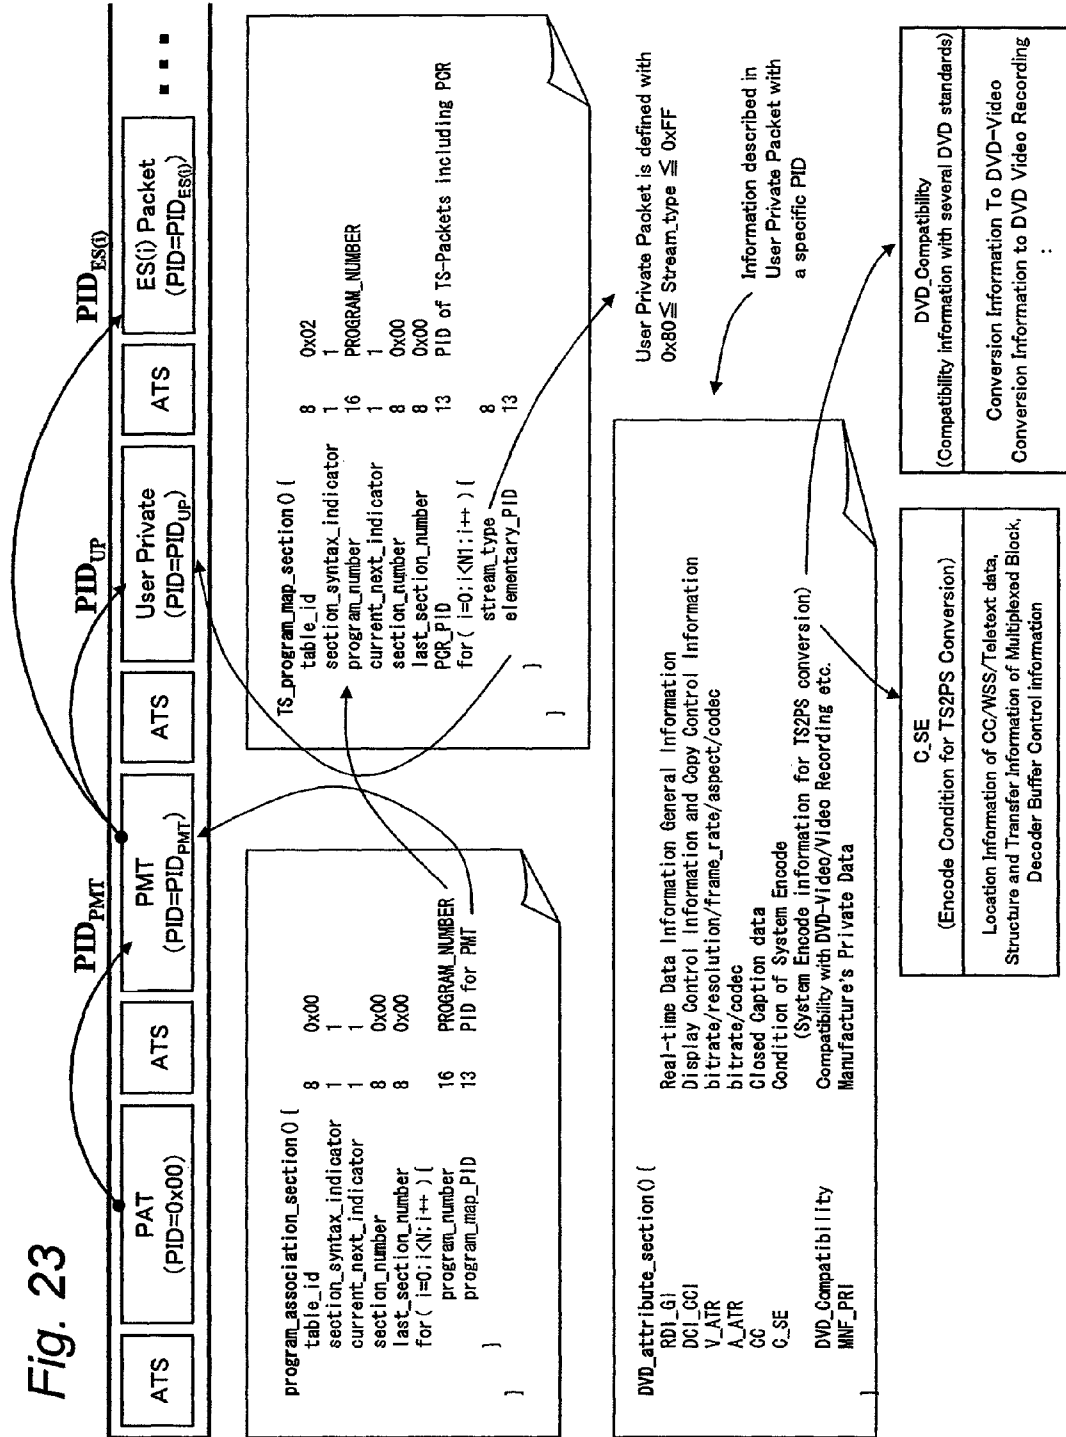 Fig. 23
PID_PMT
PID_UP
PID_ES(i)
ATS
PAT
(PID=0x00)
ATS
PMT
(PID=PID_PMT)
ATS
User Private
(PID=PID_UP)
ATS
ES(i) Packet
(PID=PID_ES(i))
program_association_section(){
table_id 8 0x00
section_syntax_indicator 1 1
current_next_indicator 1 1
section_number 8 0x00
last_section_number 8 0x00
for( i=0;i<N;i++ ){
program_number 16 PROGRAM_NUMBER
program_map_PID 13 PID for PMT
}
}
TS_program_map_section(){
table_id 8 0x02
section_syntax_indicator 1 1
program_number 16 PROGRAM_NUMBER
current_next_indicator 1 1
section_number 8 0x00
last_section_number 8 0x00
PCR_PID 13 PID of TS-Packets including PCR
for( i=0;i<N1;i++ ){
stream_type 8
elementary_PID 13
}
}
User Private Packet is defined with
0x80≦ Stream_type ≦ 0xFF
DVD_attribute_section(){
RDI_GI Real-time Data Information General Information
DCI_CCI Display Control Information and Copy Control Information
V_ATR bitrate/resolution/frame_rate/aspect/codec
A_ATR bitrate/codec
CC Closed Caption data
C_SE Condition of System Encode
(System Encode information for TS2PS conversion)
DVD_Compatibility Compatibility with DVD-Video/Video Recording etc.
MNF_PRI Manufacture's Private Data
}
Information described in
User Private Packet with
a specific PID
C_SE
(Encode Condition for TS2PS Conversion)
Location Information of CC/WSS/Teletext data,
Structure and Transfer Information of Multiplexed Block,
Decoder Buffer Control information
DVD_Compatibility
(Compatibility information with several DVD standards)
Conversion Information To DVD-Video
Conversion Information to DVD Video Recording
: